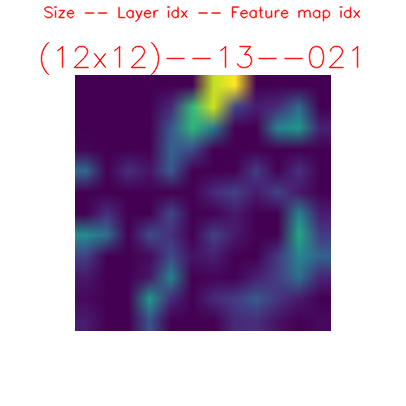 Size -- Layer idx -- Feature map idx
(12x12)--13--021